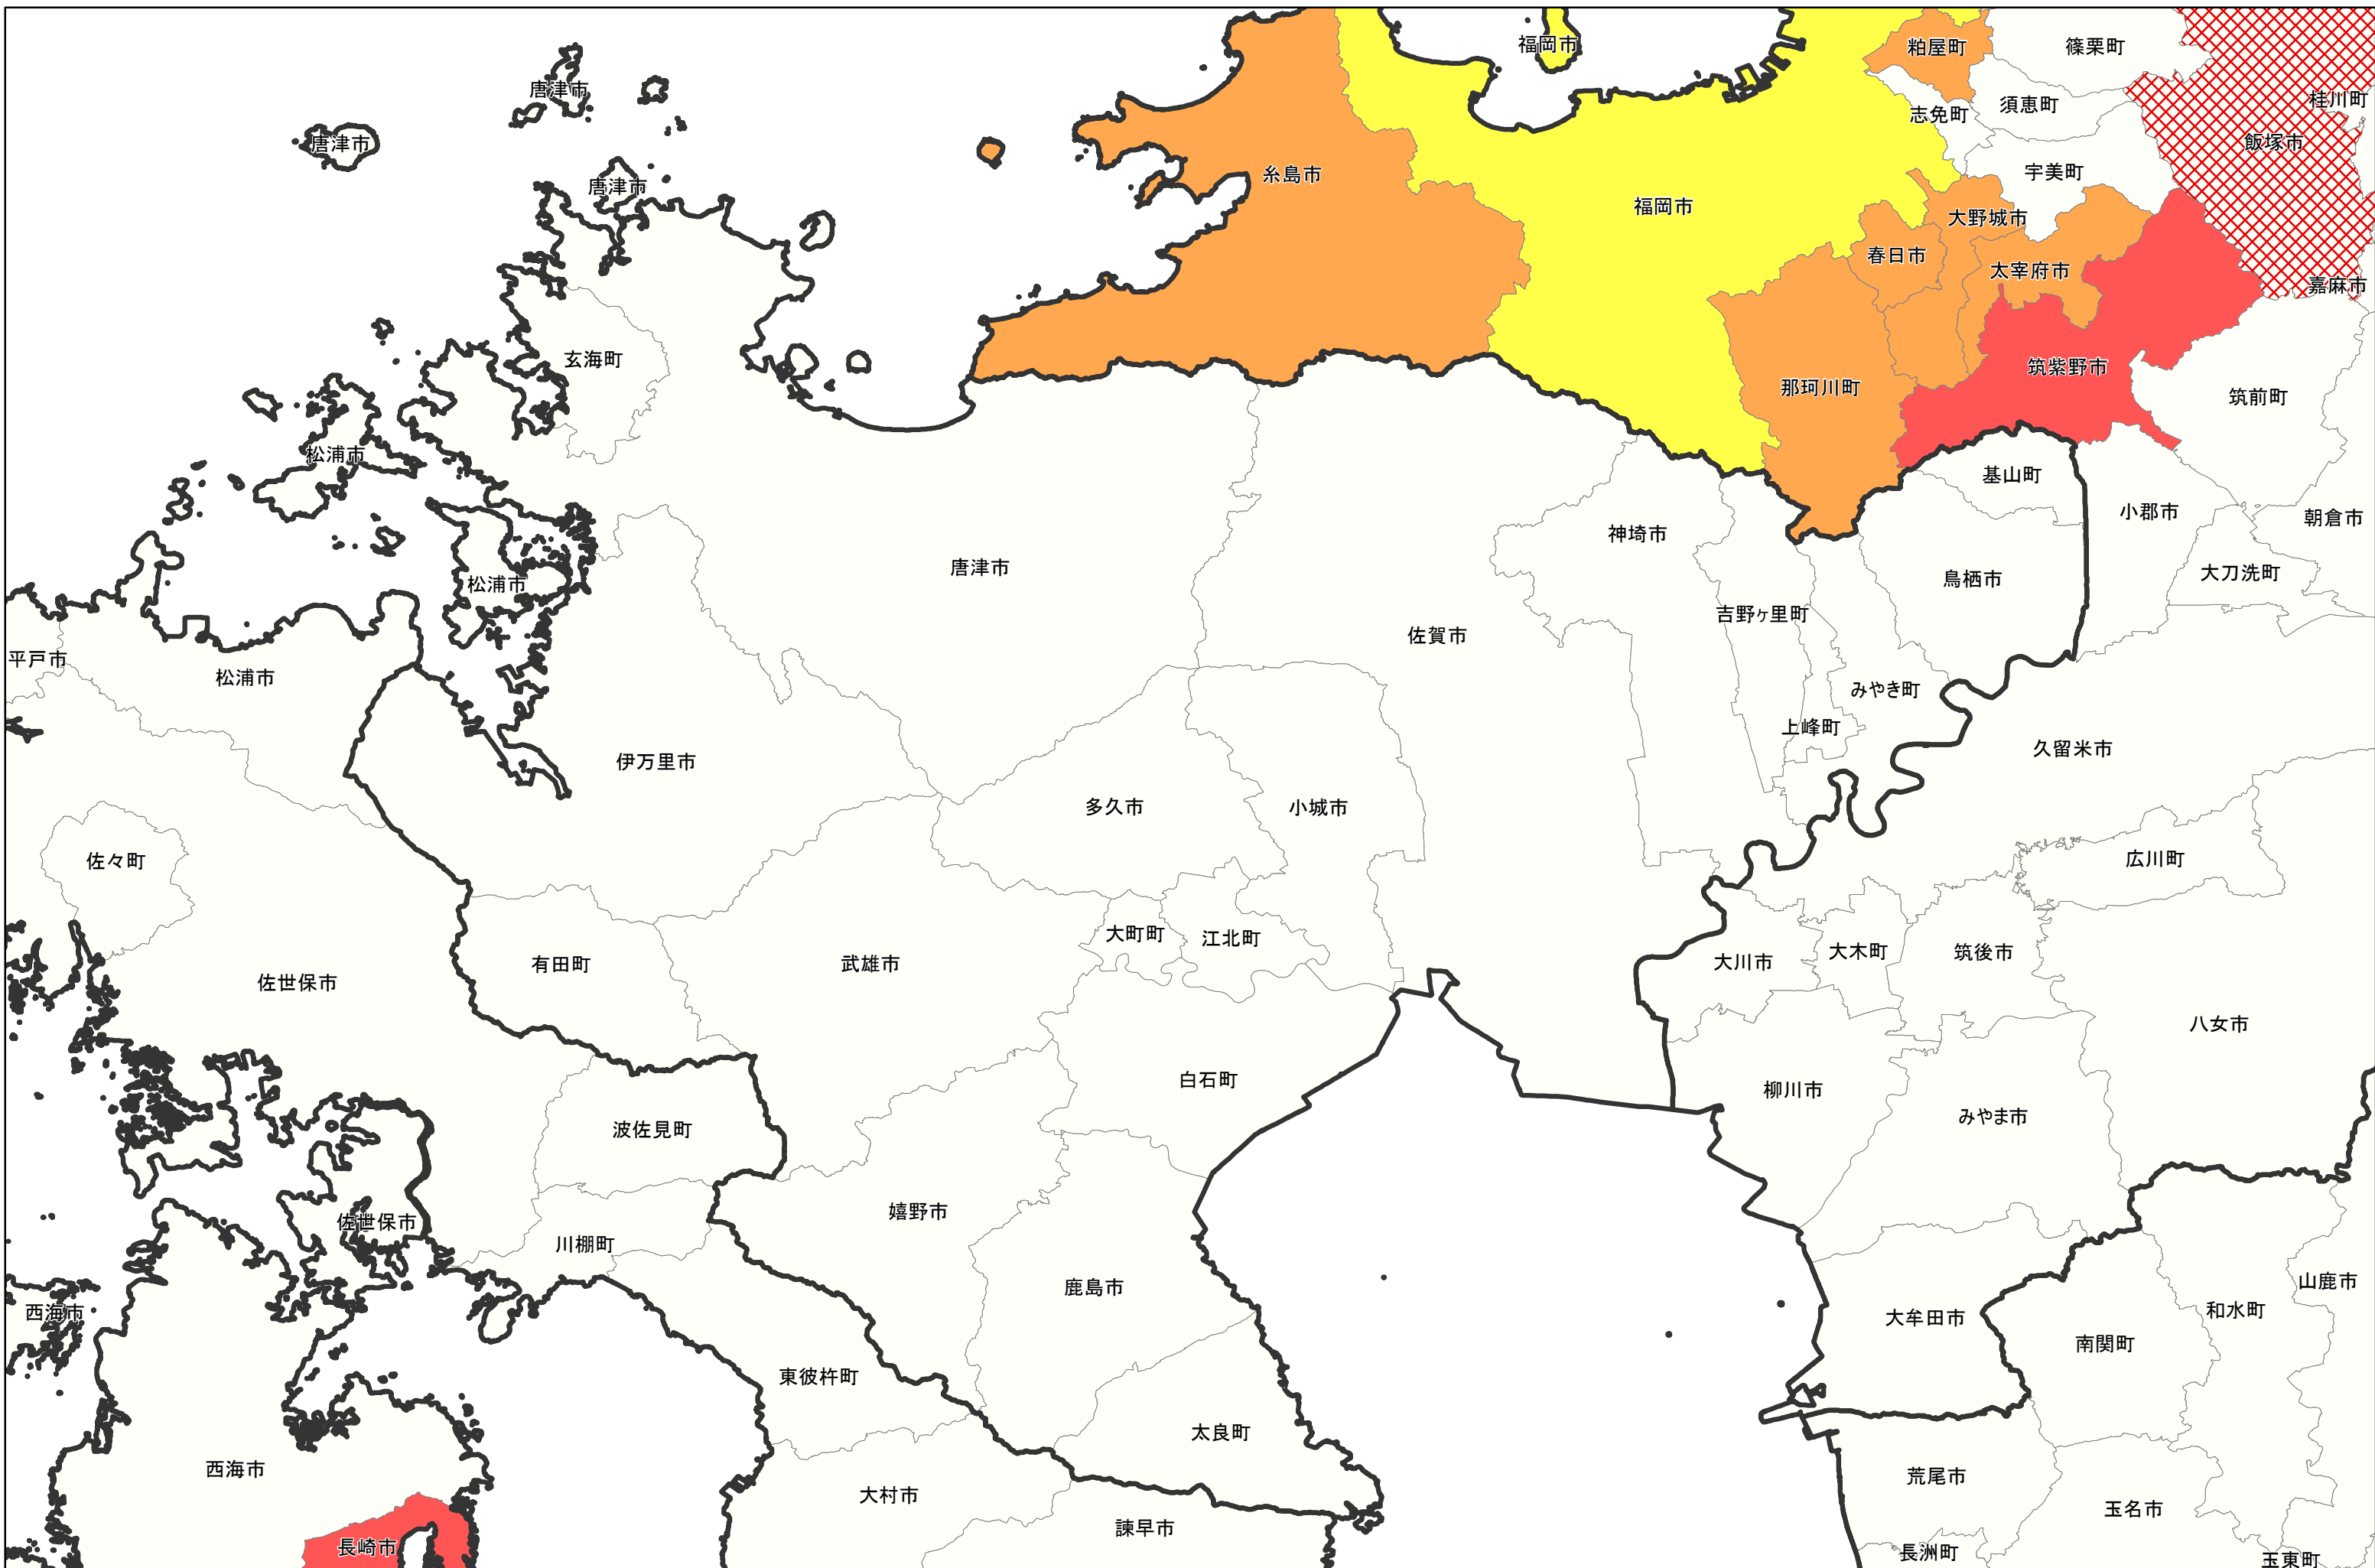 福岡市
粕屋町
篠栗町
唐津市
桂川町
須恵町
志免町
唐津市
飯塚市
宇美町
糸島市
唐津市
福岡市
大野城市
春日市
太宰府市
嘉麻市
玄海町
筑紫野市
那珂川町
筑前町
松浦市
基山町
小郡市
朝倉市
神埼市
唐津市
大刀洗町
鳥栖市
松浦市
吉野ヶ里町
佐賀市
平戸市
松浦市
みやき町
上峰町
久留米市
伊万里市
多久市
小城市
佐々町
広川町
大町町
江北町
大木町
筑後市
有田町
武雄市
大川市
佐世保市
八女市
白石町
柳川市
みやま市
波佐見町
嬉野市
佐世保市
川棚町
山鹿市
鹿島市
西海市
和水町
大牟田市
南関町
東彼杵町
太良町
西海市
荒尾市
大村市
玉名市
諫早市
長崎市
長洲町
玉東町